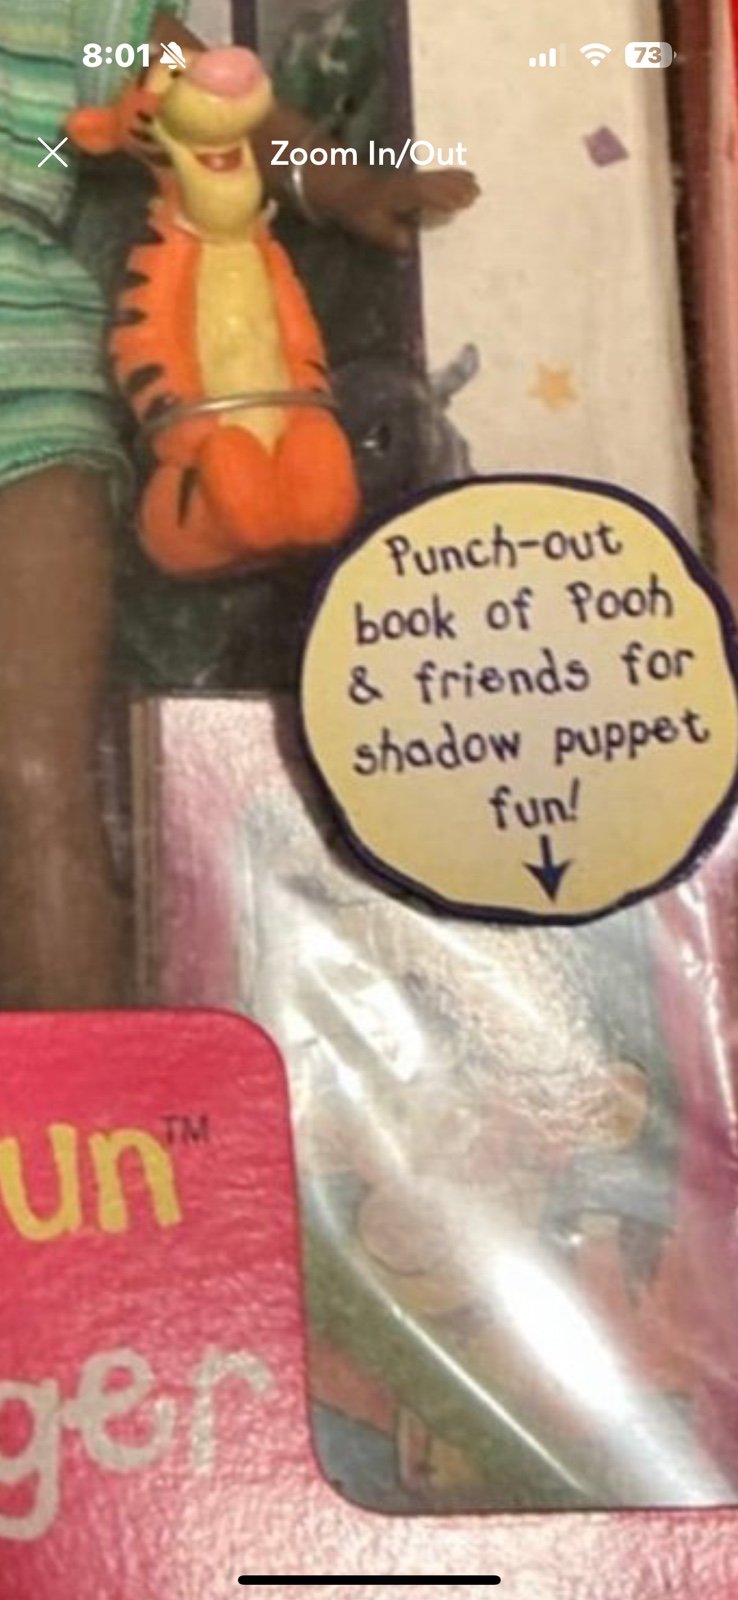 8:01
73
Zoom In/Out
Punch-out
book of Pooh
& friends for
shadow puppet
fun!
un™
ger